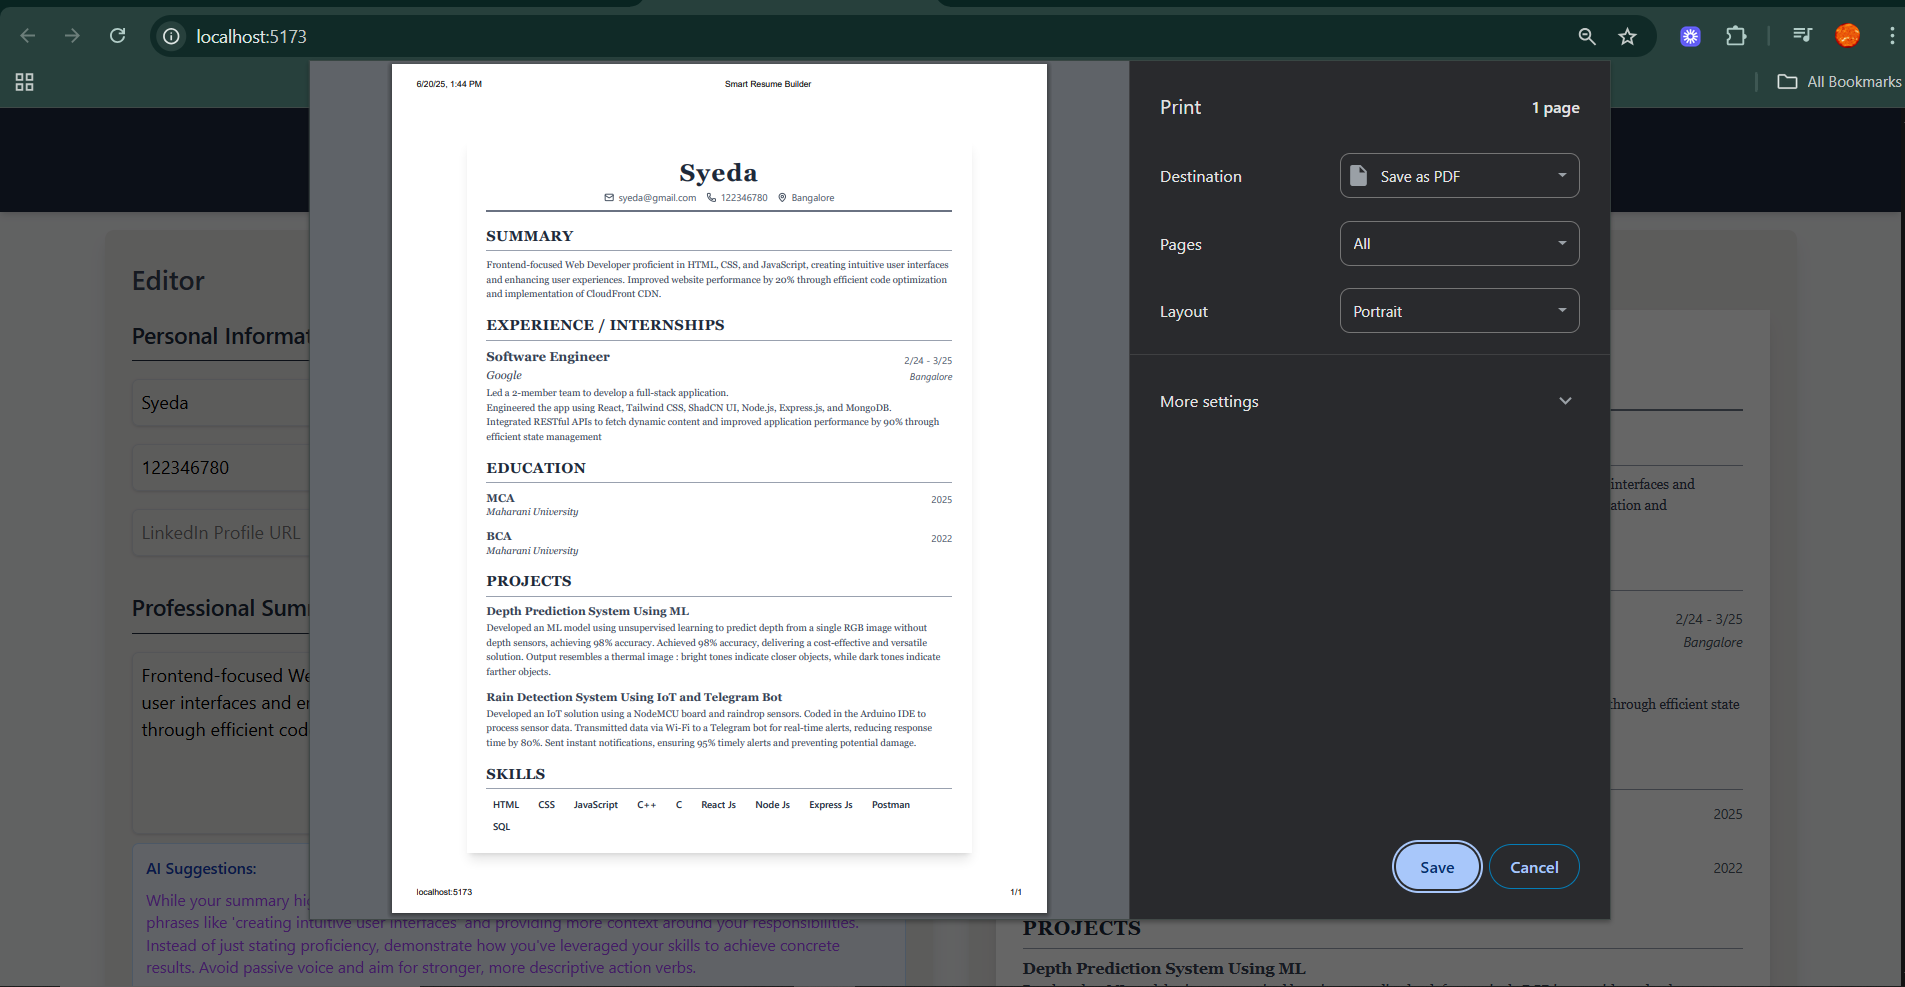 localhost:5173
All Bookmarks
6/20/25, 1:44 PM
Smart Resume Builder
Syeda
syeda@gmail.com 122346780 Bangalore
SUMMARY
Frontend-focused Web Developer proficient in HTML, CSS, and JavaScript, creating intuitive user interfaces
and enhancing user experiences. Improved website performance by 20% through efficient code optimization
and implementation of CloudFront CDN.
EXPERIENCE / INTERNSHIPS
Software Engineer
2/24 - 3/25
Google
Bangalore
Led a 2-member team to develop a full-stack application.
Engineered the app using React, Tailwind CSS, ShadCN UI, Node.js, Express.js, and MongoDB.
Integrated RESTful APIs to fetch dynamic content and improved application performance by 90% through
efficient state management
EDUCATION
MCA
2025
Maharani University
BCA
2022
Maharani University
PROJECTS
Depth Prediction System Using ML
Developed an ML model using unsupervised learning to predict depth from a single RGB image without
depth sensors, achieving 98% accuracy. Achieved 98% accuracy, delivering a cost-effective and versatile
solution. Output resembles a thermal image : bright tones indicate closer objects, while dark tones indicate
farther objects.
Rain Detection System Using IoT and Telegram Bot
Developed an IoT solution using a NodeMCU board and raindrop sensors. Coded in the Arduino IDE to
process sensor data. Transmitted data via Wi-Fi to a Telegram bot for real-time alerts, reducing response
time by 80%. Sent instant notifications, ensuring 95% timely alerts and preventing potential damage.
SKILLS
HTML CSS JavaScript C++ C React Js Node Js Express Js Postman
SQL
localhost:5173
1/1
Print
1 page
Destination
Save as PDF
Pages
All
Layout
Portrait
More settings
Save
Cancel
Editor
Personal Informat
Syeda
122346780
LinkedIn Profile URL
Professional Sum
Frontend-focused We
user interfaces and e
through efficient cod
AI Suggestions:
While your summary hi
phrases like 'creating intuitive user interfaces' and providing more context around your responsibilities.
Instead of just stating proficiency, demonstrate how you've leveraged your skills to achieve concrete
results. Avoid passive voice and aim for stronger, more descriptive action verbs.
interfaces and
ation and
2/24 - 3/25
Bangalore
through efficient state
2025
2022
PROJECTS
Depth Prediction System Using ML